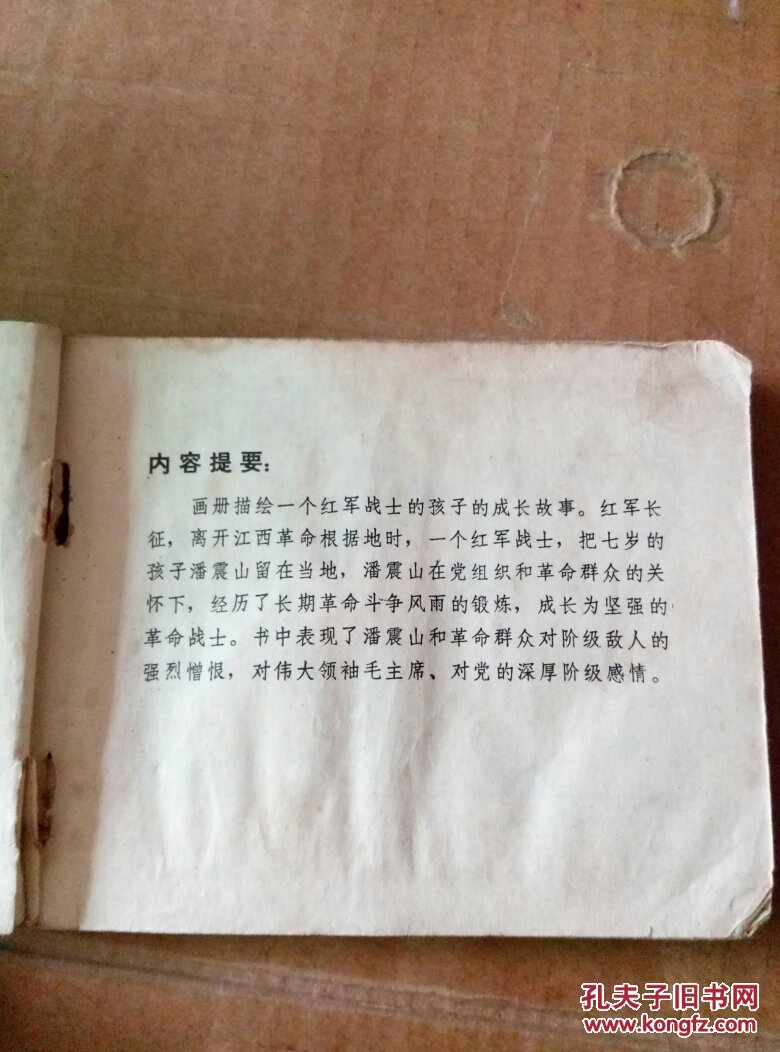 内容提要：
画册描绘一个红军战士的孩子的成长故事。红军长
征，离开江西革命根据地时，一个红军战士，把七岁的
孩子潘震山留在当地，潘震山在党组织和革命群众的关
怀下，经历了长期革命斗争风雨的锻炼，成长为坚强的
革命战士。书中表现了潘震山和革命群众对阶级敌人的
强烈憎恨，对伟大领袖毛主席、对党的深厚阶级感情。
孔夫子旧书网
www.kongfz.com